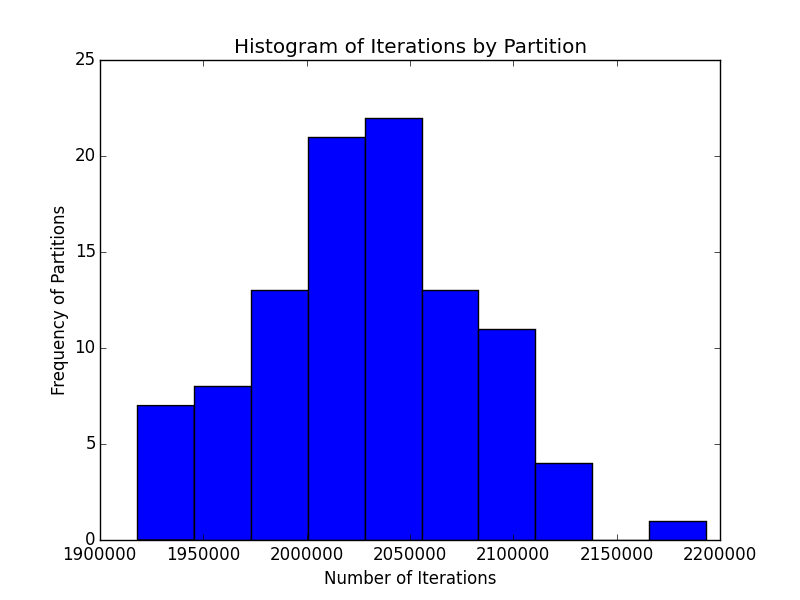 Histogram of Iterations by Partition
25
20
15
10
5
0
Frequency of Partitions
1900000 1950000 2000000 2050000 2100000 2150000 2200000
Number of Iterations